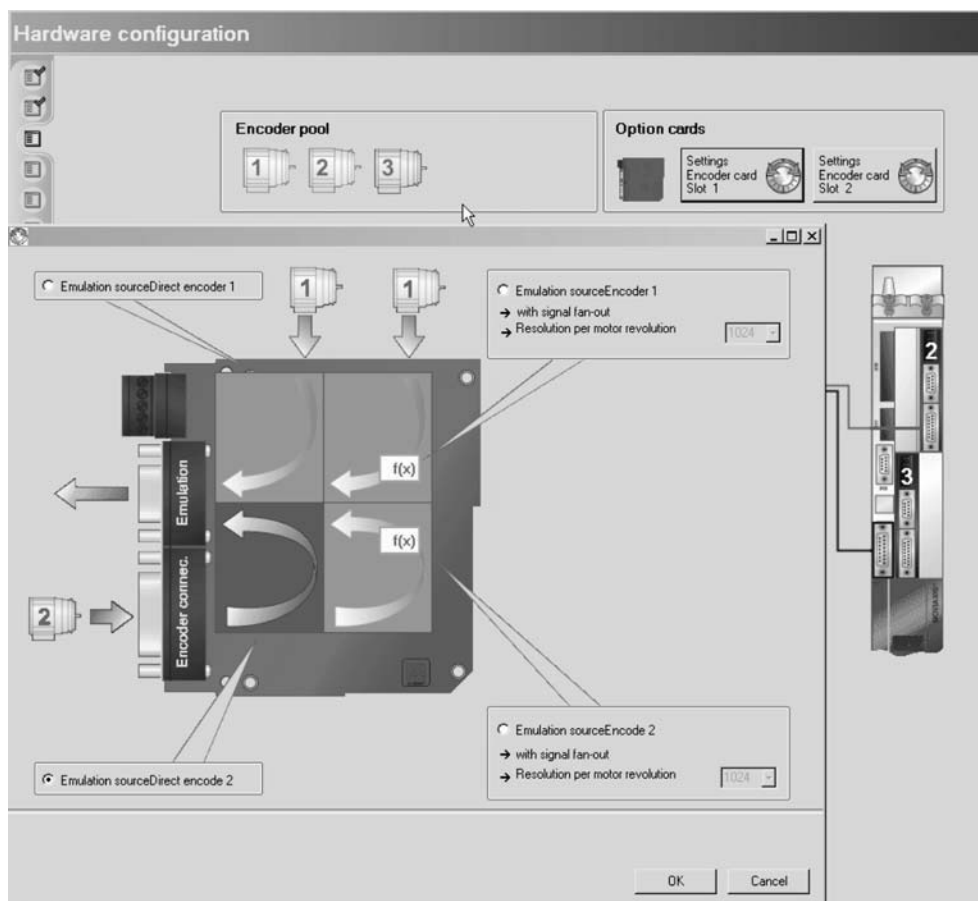 Hardware configuration
Encoder pool
1
2
3
Option cards
Settings
Encoder card
Slot 1
Settings
Encoder card
Slot 2
Emulation sourceDirect encoder 1
1
1
Emulation sourceEncoder 1
→ with signal fan-out
→ Resolution per motor revolution
1024
2
3
f(x)
Emulation
f(x)
Encoder connec.
2
Emulation sourceEncode 2
→ with signal fan-out
→ Resolution per motor revolution
1024
Emulation sourceDirect encode 2
OK
Cancel